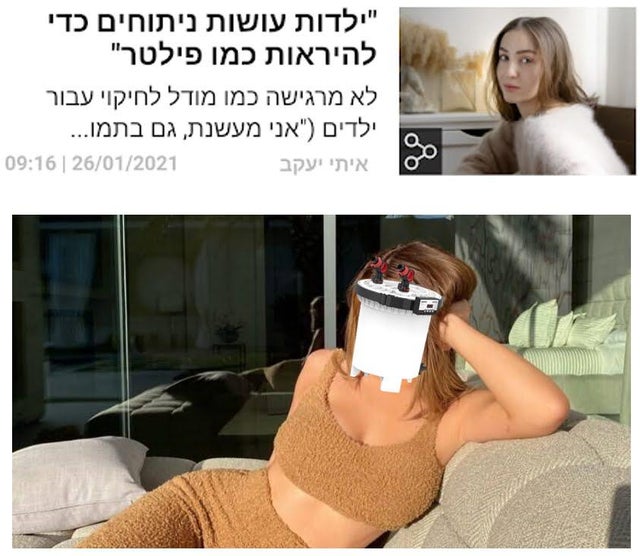 "ילדות עושות ניתוחים כדי
להיראות כמו פילטר"
לא מרגישה כמו מודל לחיקוי עבור
ילדים ("אני מעשנת, גם בתמו...
איתי יעקב
26/01/2021 | 09:16